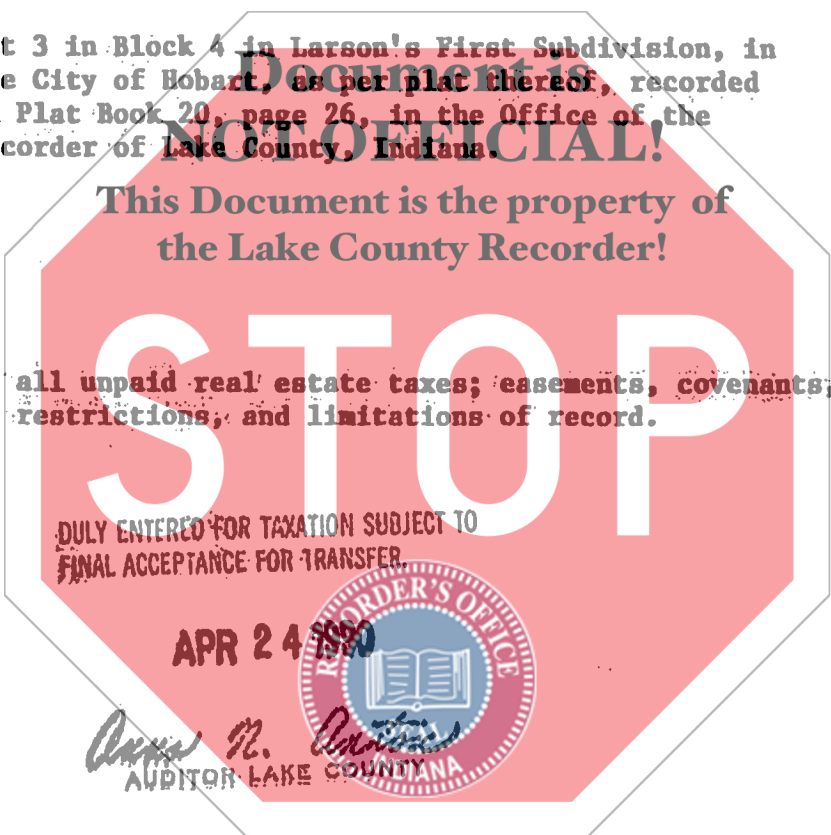 t 3 in Block 4 in Larson's First Subdivision, in
Document is
e City of Hobart, as per plat thereof, recorded
Plat Book 20, page 26, in the Office of the
NOT OFFICIAL!
corder of Lake County, Indiana.
This Document is the property of
the Lake County Recorder!
STOP
all unpaid real estate taxes; easements, covenants,
restrictions, and limitations of record.
DULY ENTERED FOR TAXATION SUBJECT TO
FINAL ACCEPTANCE FOR TRANSFER.
RECORDER'S OFFICE
APR 24 1990
SEAL
Anna N. Anton
INDIANA
AUDITOR LAKE COUNTY